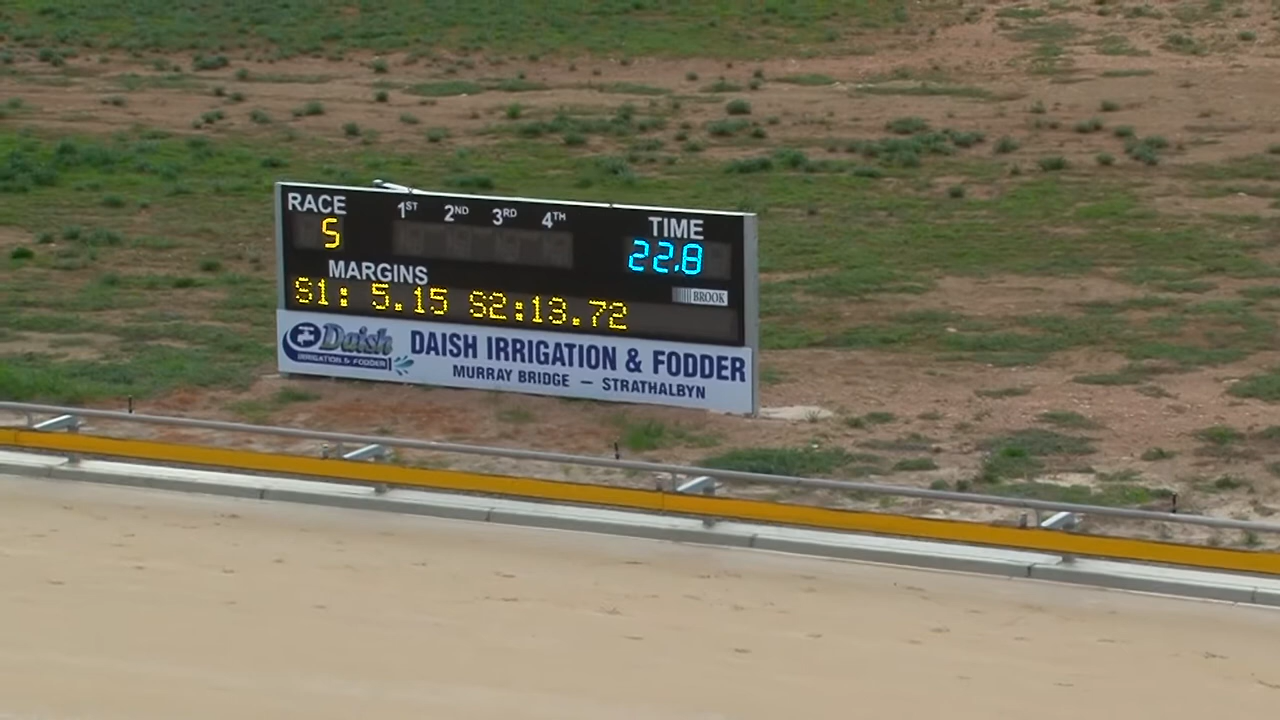 RACE 1ST 2ND 3RD 4TH TIME
5 22.8
MARGINS
BROOK
S1: 5.15 S2:13.72
Daish
IRRIGATION & FODDER
DAISH IRRIGATION & FODDER
MURRAY BRIDGE — STRATHALBYN